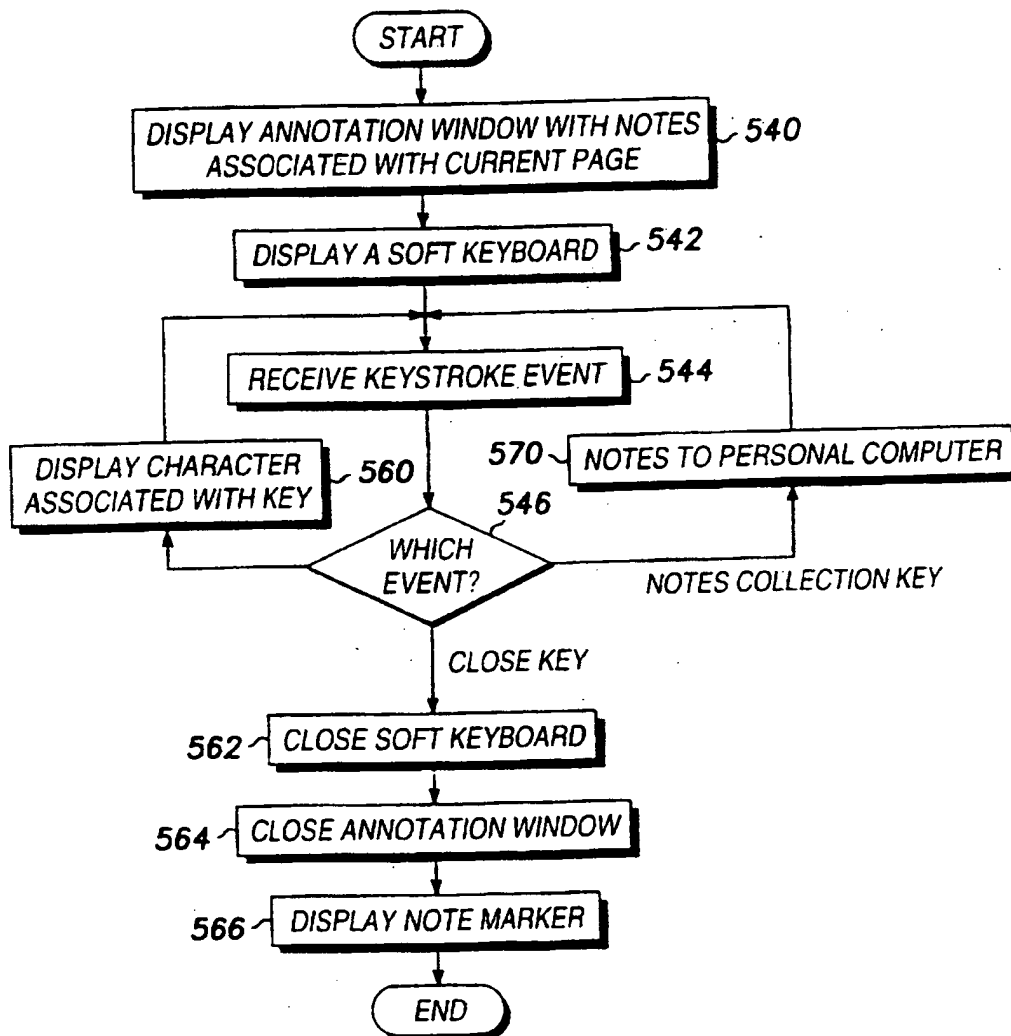 START
DISPLAY ANNOTATION WINDOW WITH NOTES
ASSOCIATED WITH CURRENT PAGE
540
DISPLAY A SOFT KEYBOARD
542
RECEIVE KEYSTROKE EVENT
544
DISPLAY CHARACTER
ASSOCIATED WITH KEY
560
570
NOTES TO PERSONAL COMPUTER
546
WHICH
EVENT?
NOTES COLLECTION KEY
CLOSE KEY
562
CLOSE SOFT KEYBOARD
564
CLOSE ANNOTATION WINDOW
566
DISPLAY NOTE MARKER
END